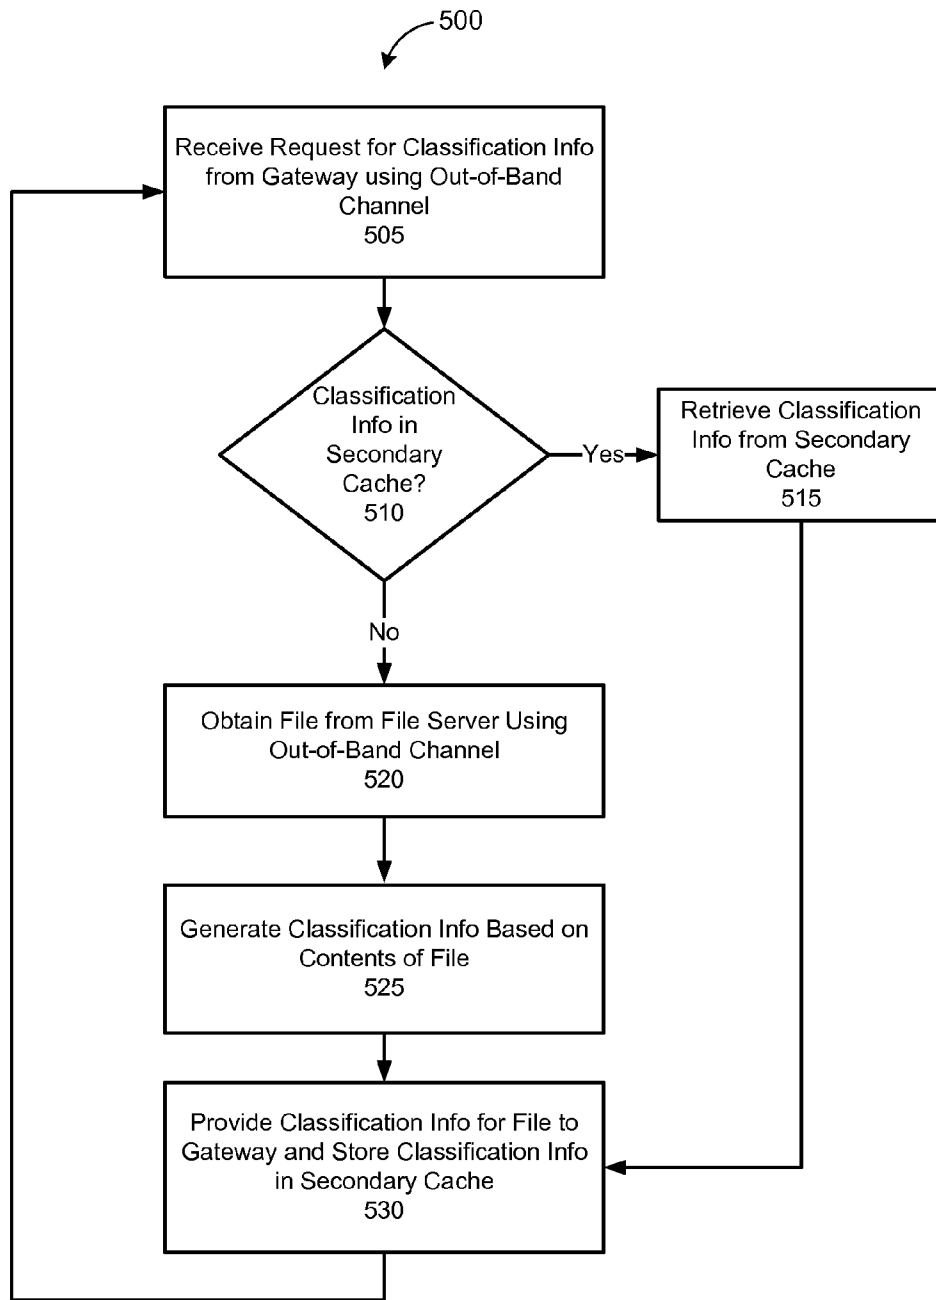 500
Receive Request for Classification Info
from Gateway using Out-of-Band
Channel
505
Classification
Info in
Secondary
Cache?
510
Yes
Retrieve Classification
Info from Secondary
Cache
515
No
Obtain File from File Server Using
Out-of-Band Channel
520
Generate Classification Info Based on
Contents of File
525
Provide Classification Info for File to
Gateway and Store Classification Info
in Secondary Cache
530